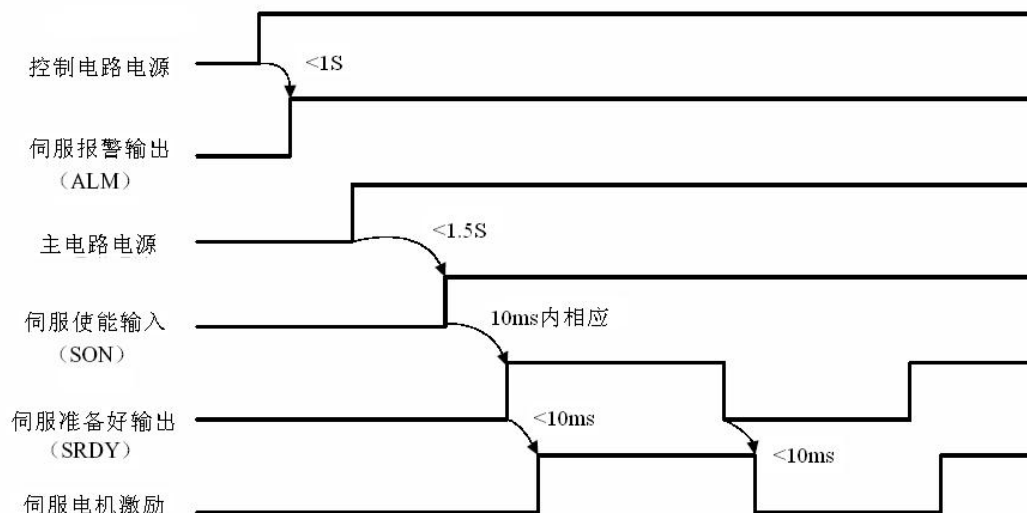 控制电路电源
<1S
伺服报警输出
（ALM）
主电路电源
<1.5S
伺服使能输入
（SON）
10ms内相应
伺服准备好输出
（SRDY）
<10ms
<10ms
伺服电机激励